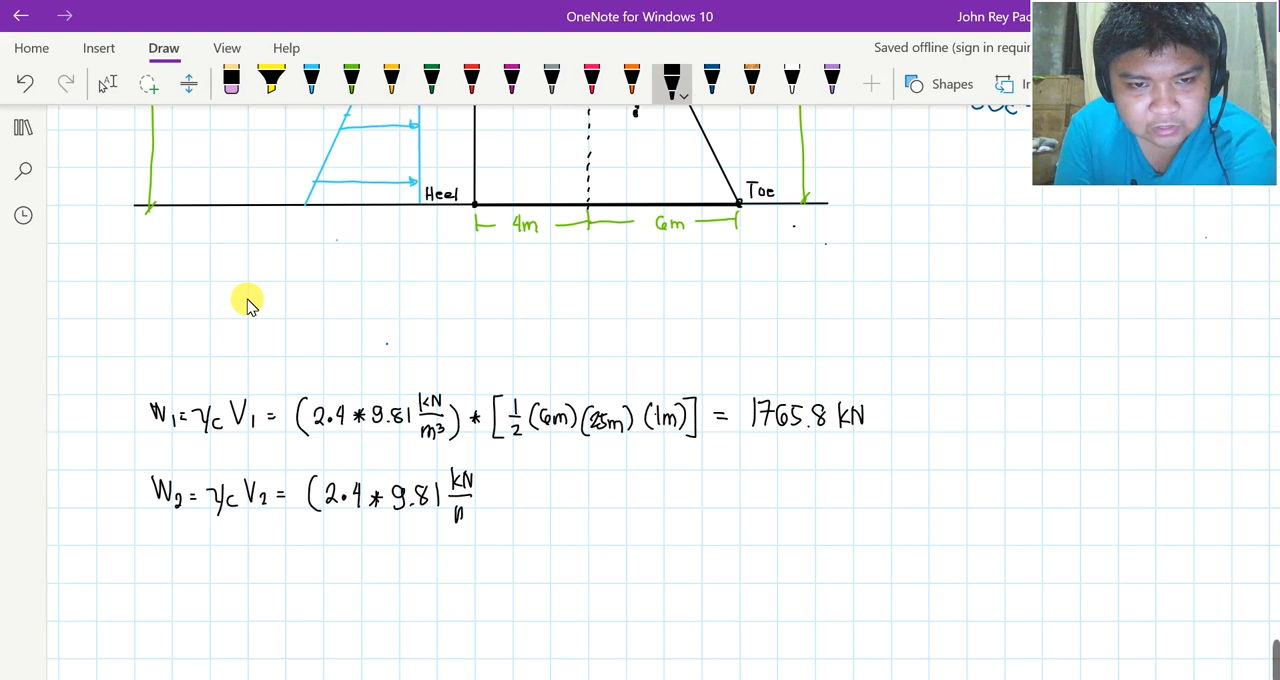 OneNote for Windows 10
John Rey Pac
Home Insert Draw View Help
Saved offline (sign in requir
Shapes
In
Heel
Toe
4m
6m
W₁ = γc V₁ = (2.4 * 9.81 kN/m³) * [1/2 (6m) (25m) (1m)] = 1765.8 kN
W₂ = γc V₂ = (2.4 * 9.81 kN/